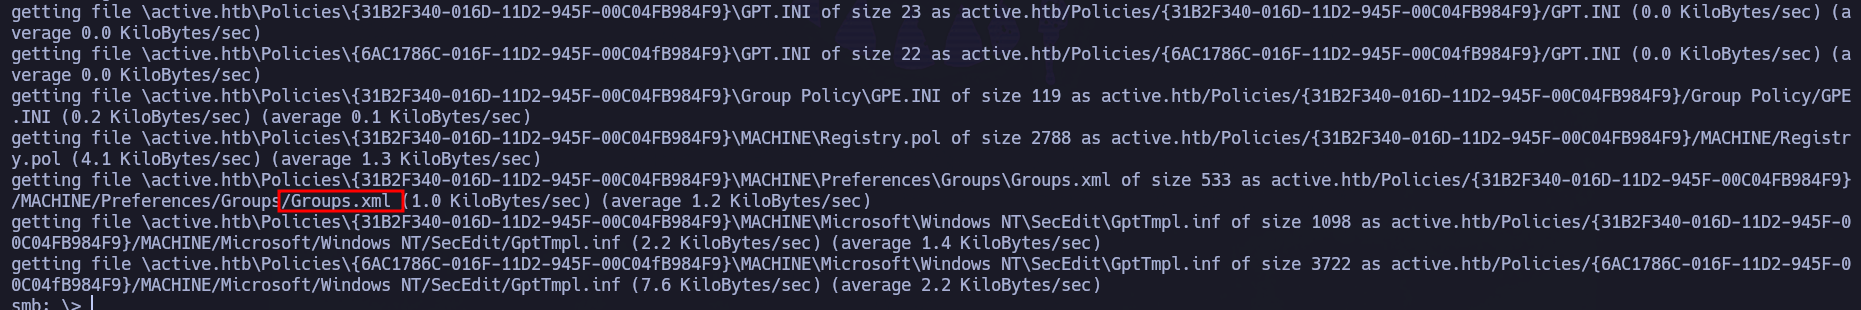 getting file \active.htb\Policies\{31B2F340-016D-11D2-945F-00C04FB984F9}\GPT.INI of size 23 as active.htb/Policies/{31B2F340-016D-11D2-945F-00C04FB984F9}/GPT.INI (0.0 KiloBytes/sec) (a
verage 0.0 KiloBytes/sec)
getting file \active.htb\Policies\{6AC1786C-016F-11D2-945F-00C04fB984F9}\GPT.INI of size 22 as active.htb/Policies/{6AC1786C-016F-11D2-945F-00C04fB984F9}/GPT.INI (0.0 KiloBytes/sec) (a
verage 0.0 KiloBytes/sec)
getting file \active.htb\Policies\{31B2F340-016D-11D2-945F-00C04FB984F9}\Group Policy\GPE.INI of size 119 as active.htb/Policies/{31B2F340-016D-11D2-945F-00C04FB984F9}/Group Policy/GPE
.INI (0.2 KiloBytes/sec) (average 0.1 KiloBytes/sec)
getting file \active.htb\Policies\{31B2F340-016D-11D2-945F-00C04FB984F9}\MACHINE\Registry.pol of size 2788 as active.htb/Policies/{31B2F340-016D-11D2-945F-00C04FB984F9}/MACHINE/Registr
y.pol (4.1 KiloBytes/sec) (average 1.3 KiloBytes/sec)
getting file \active.htb\Policies\{31B2F340-016D-11D2-945F-00C04FB984F9}\MACHINE\Preferences\Groups\Groups.xml of size 533 as active.htb/Policies/{31B2F340-016D-11D2-945F-00C04FB984F9}
/MACHINE/Preferences/Groups/Groups.xml (1.0 KiloBytes/sec) (average 1.2 KiloBytes/sec)
getting file \active.htb\Policies\{31B2F340-016D-11D2-945F-00C04FB984F9}\MACHINE\Microsoft\Windows NT\SecEdit\GptTmpl.inf of size 1098 as active.htb/Policies/{31B2F340-016D-11D2-945F-0
0C04FB984F9}/MACHINE/Microsoft/Windows NT/SecEdit/GptTmpl.inf (2.2 KiloBytes/sec) (average 1.4 KiloBytes/sec)
getting file \active.htb\Policies\{6AC1786C-016F-11D2-945F-00C04fB984F9}\MACHINE\Microsoft\Windows NT\SecEdit\GptTmpl.inf of size 3722 as active.htb/Policies/{6AC1786C-016F-11D2-945F-0
0C04fB984F9}/MACHINE/Microsoft/Windows NT/SecEdit/GptTmpl.inf (7.6 KiloBytes/sec) (average 2.2 KiloBytes/sec)
smb: \>